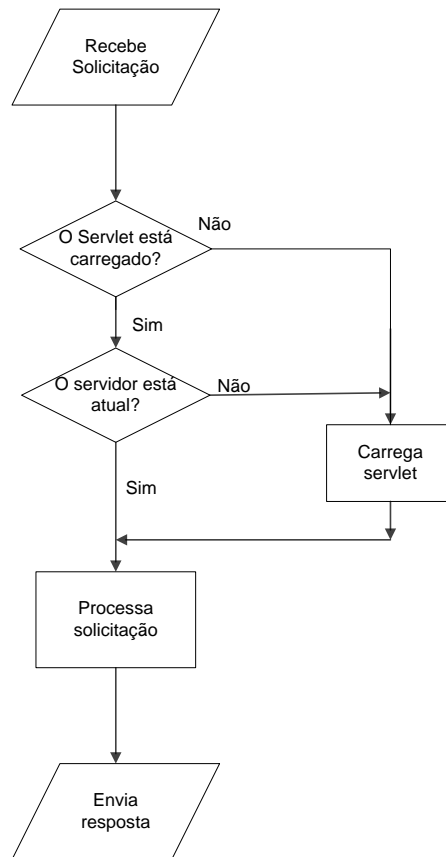 Recebe
Solicitação
O Servlet está
carregado?
Não
Sim
O servidor está
atual?
Não
Carrega
servlet
Sim
Processa
solicitação
Envia
resposta